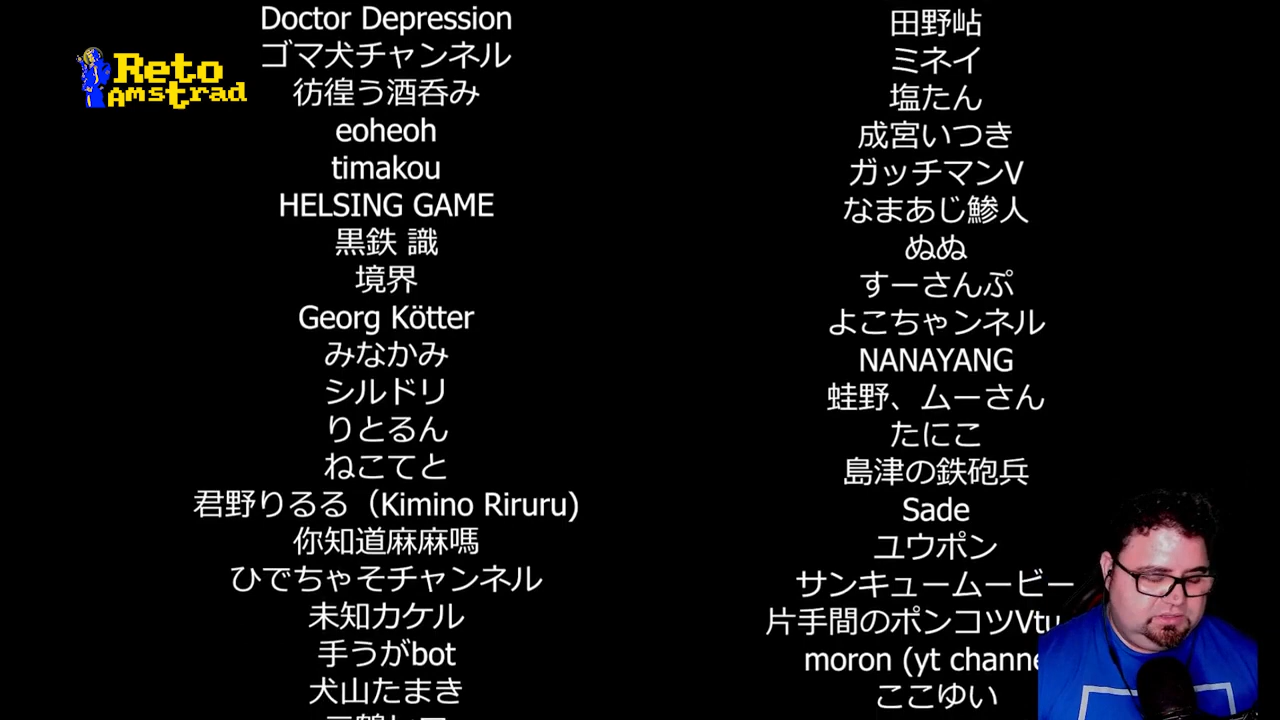 Reto
Amstrad
Doctor Depression
ゴマ犬チャンネル
彷徨う酒呑み
eoheoh
timakou
HELSING GAME
黒鉄 識
境界
Georg Kötter
みなかみ
シルドリ
りとるん
ねこてと
君野りるる（Kimino Riruru)
你知道麻麻嗎
ひでちゃそチャンネル
未知カケル
手うがbot
犬山たまき
田野岾
ミネイ
塩たん
成宮いつき
ガッチマンV
なまあじ鯵人
ぬぬ
すーさんぷ
よこちゃンネル
NANAYANG
蛙野、ムーさん
たにこ
島津の鉄砲兵
Sade
ユウポン
サンキュームービー
片手間のポンコツVtu
moron (yt channe
ここゆい